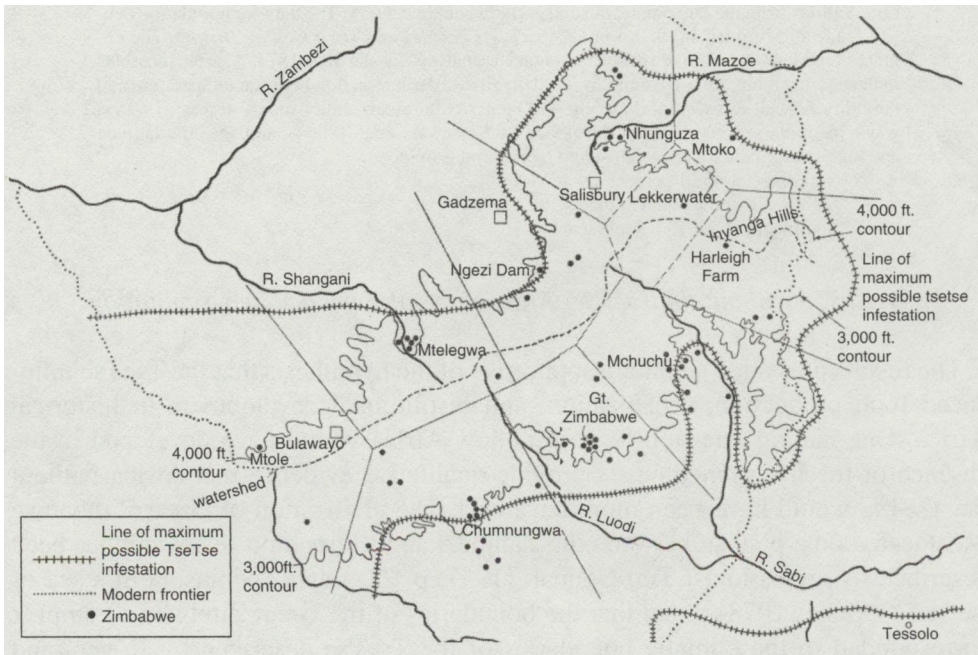 R. Zambezi
R. Mazoe
Nhunguza
Mtoko
Salisbury
Lekkerwater
Gadzema
Inyanga Hills
4,000 ft.
contour
Harleigh
Farm
Line of
maximum
possible tsetse
infestation
Ngezi Dam
R. Shangani
3,000 ft.
contour
Mtelegwa
Mchuchu
Gt.
Zimbabwe
Bulawayo
4,000 ft.
contour
Mtole
watershed
Chumnungwa
R. Luodi
R. Sabi
3,000ft.
contour
Line of maximum
possible TseTse
infestation
Modern frontier
Zimbabwe
Tessolo